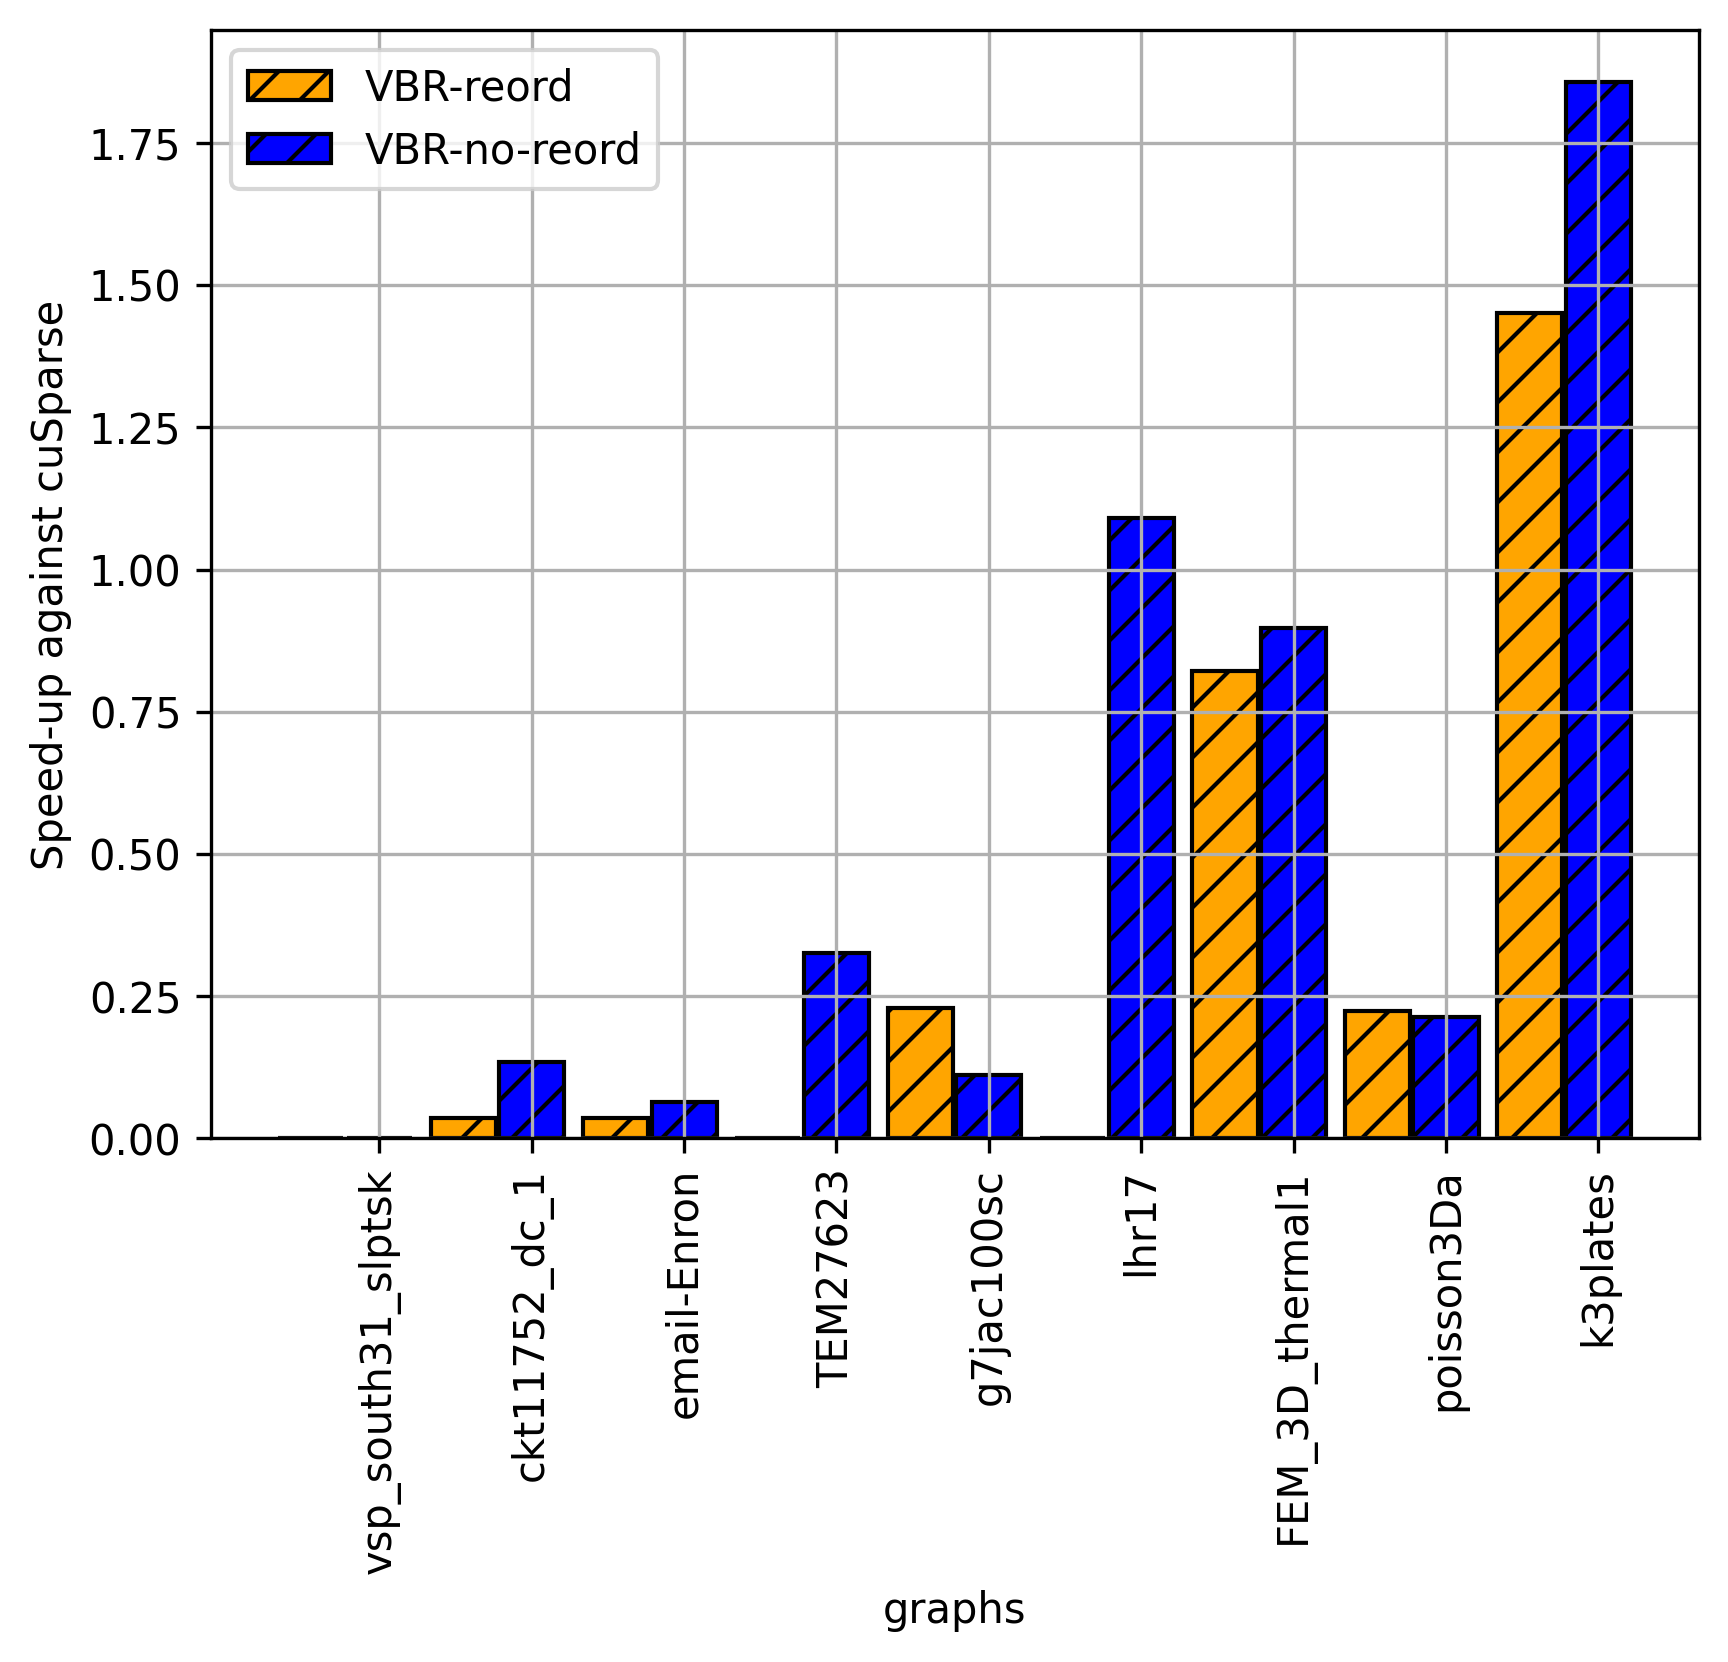 VBR-reord
VBR-no-reord
Speed-up against cuSparse
1.75
1.50
1.25
1.00
0.75
0.50
0.25
0.00
vsp_south31_slptsk
ckt11752_dc_1
email-Enron
TEM27623
g7jac100sc
lhr17
FEM_3D_thermal1
poisson3Da
k3plates
graphs